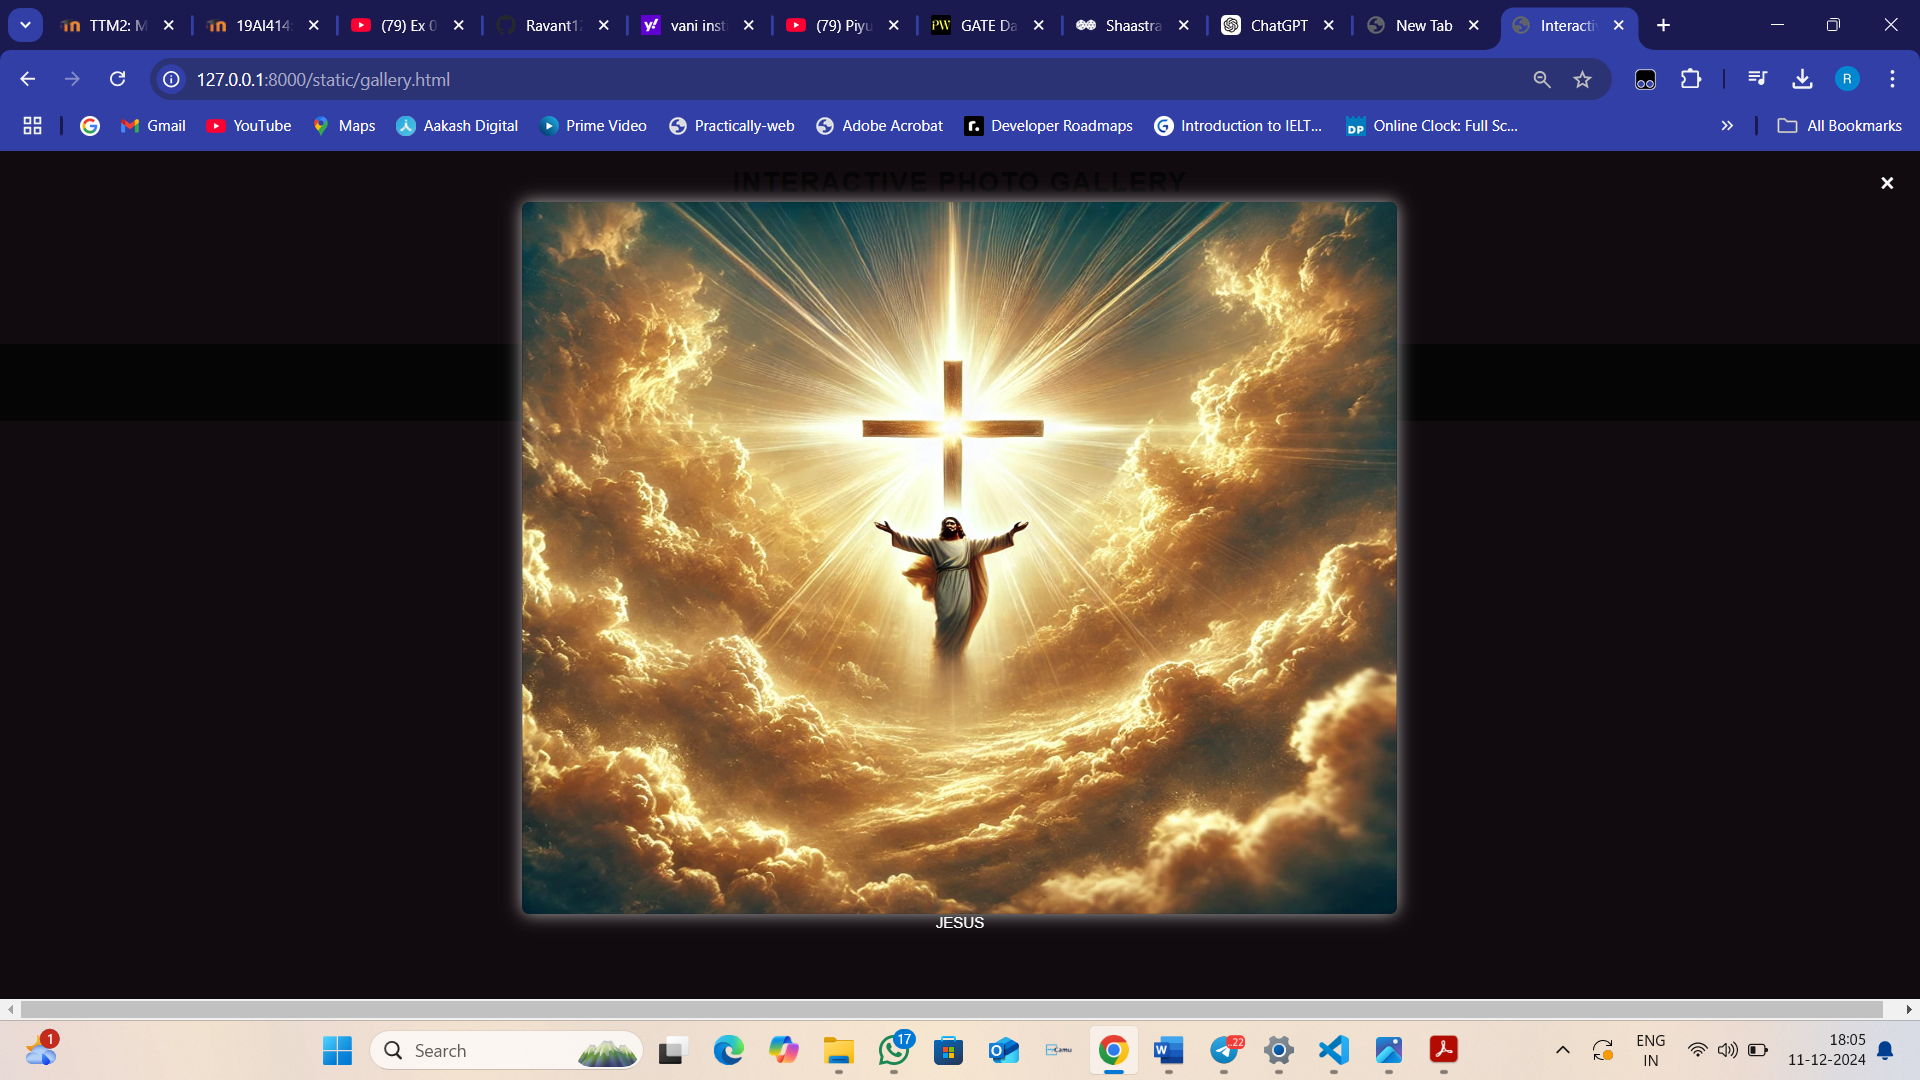 TTM2: M
19AI414:
(79) Ex 0
Ravant12
vani inst
(79) Piyu
GATE Da
Shaastra
ChatGPT
New Tab
Interacti
127.0.0.1:8000/static/gallery.html
R
Gmail
YouTube
Maps
Aakash Digital
Prime Video
Practically-web
Adobe Acrobat
Developer Roadmaps
Introduction to IELT...
DP
Online Clock: Full Sc...
All Bookmarks
INTERACTIVE PHOTO GALLERY
JESUS
1
Search
17
Camu
..22
ENG
IN
18:05
11-12-2024